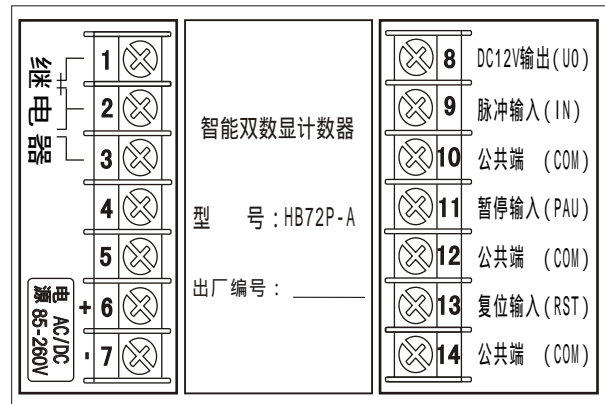 继电器
1
2
3
4
5
+ 6
- 7
电源 AC/DC 85-260V
智能双数显计数器
型 号:HB72P-A
出厂编号:
8 DC12V输出(U0)
9 脉冲输入(IN)
10 公共端 (COM)
11 暂停输入(PAU)
12 公共端 (COM)
13 复位输入(RST)
14 公共端 (COM)